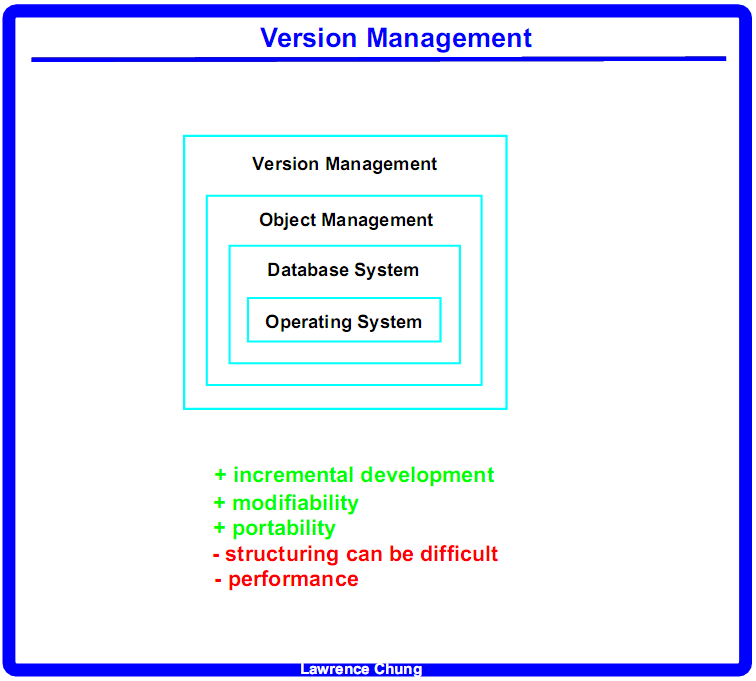 Version Management
Version Management
Object Management
Database System
Operating System
+ incremental development
+ modifiability
+ portability
- structuring can be difficult
- performance
Lawrence Chung